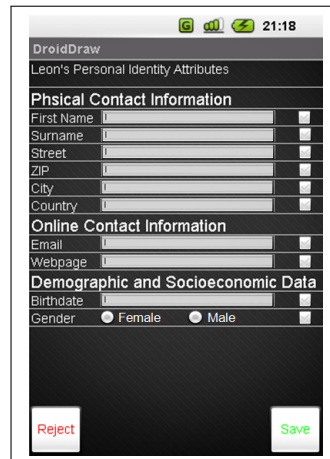 G 21:18
DroidDraw
Leon's Personal Identity Attributes
Phsical Contact Information
First Name
Surname
Street
ZIP
City
Country
Online Contact Information
Email
Webpage
Demographic and Socioeconomic Data
Birthdate
Gender Female Male
Reject Save